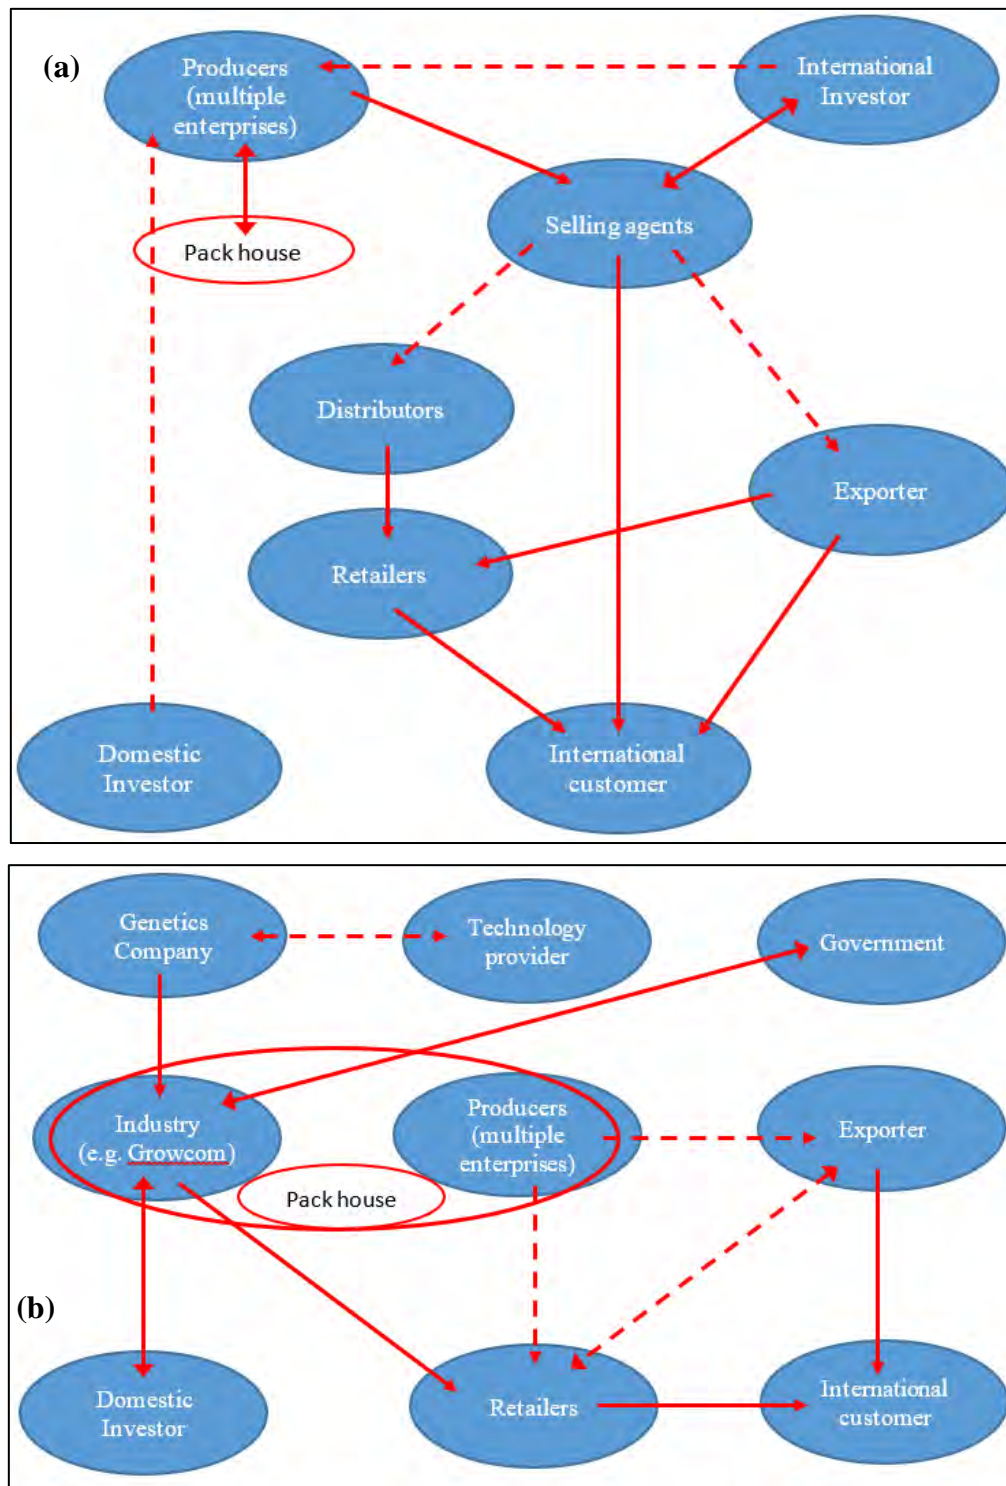 (a)
Producers
(multiple
enterprises)
International
Investor
Selling agents
Pack house
Distributors
Exporter
Retailers
Domestic
Investor
International
customer
Genetics
Company
Technology
provider
Government
Industry
(e.g. Growcom)
Producers
(multiple
enterprises)
Exporter
Pack house
(b)
Domestic
Investor
Retailers
International
customer